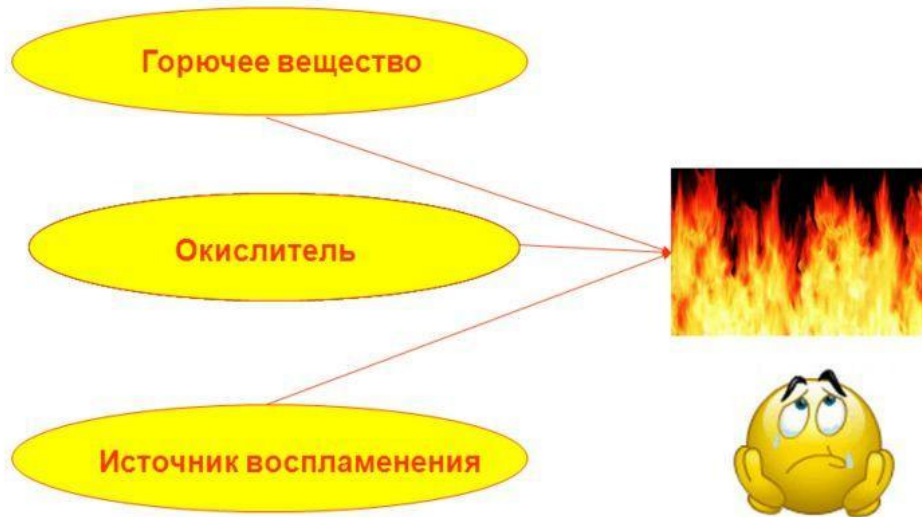 Горючее вещество
Окислитель
Источник воспламенения